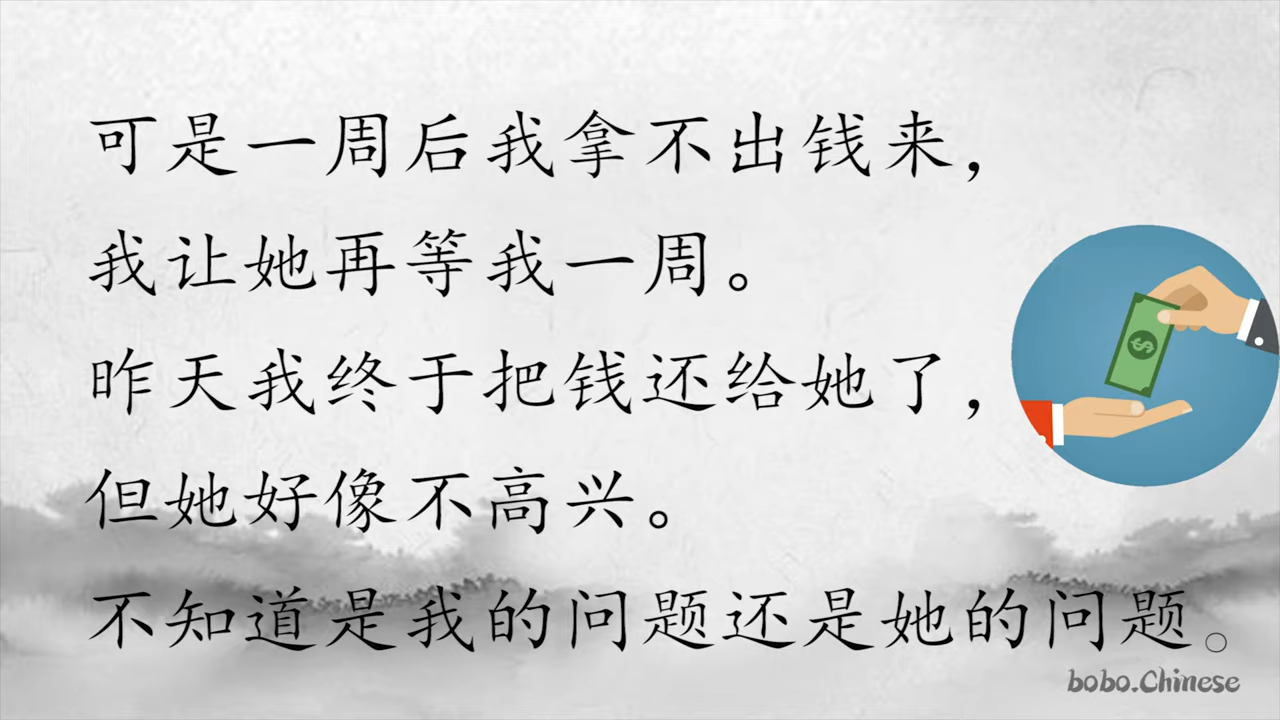 可是一周后我拿不出钱来，
我让她再等我一周。
昨天我终于把钱还给她了，
但她好像不高兴。
不知道是我的问题还是她的问题。
bobo.Chinese